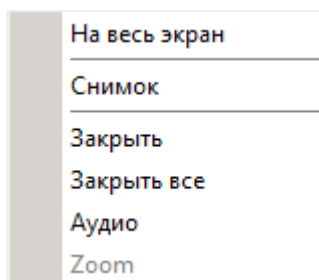 На весь экран
Снимок
Закрыть
Закрыть все
Аудио
Zoom